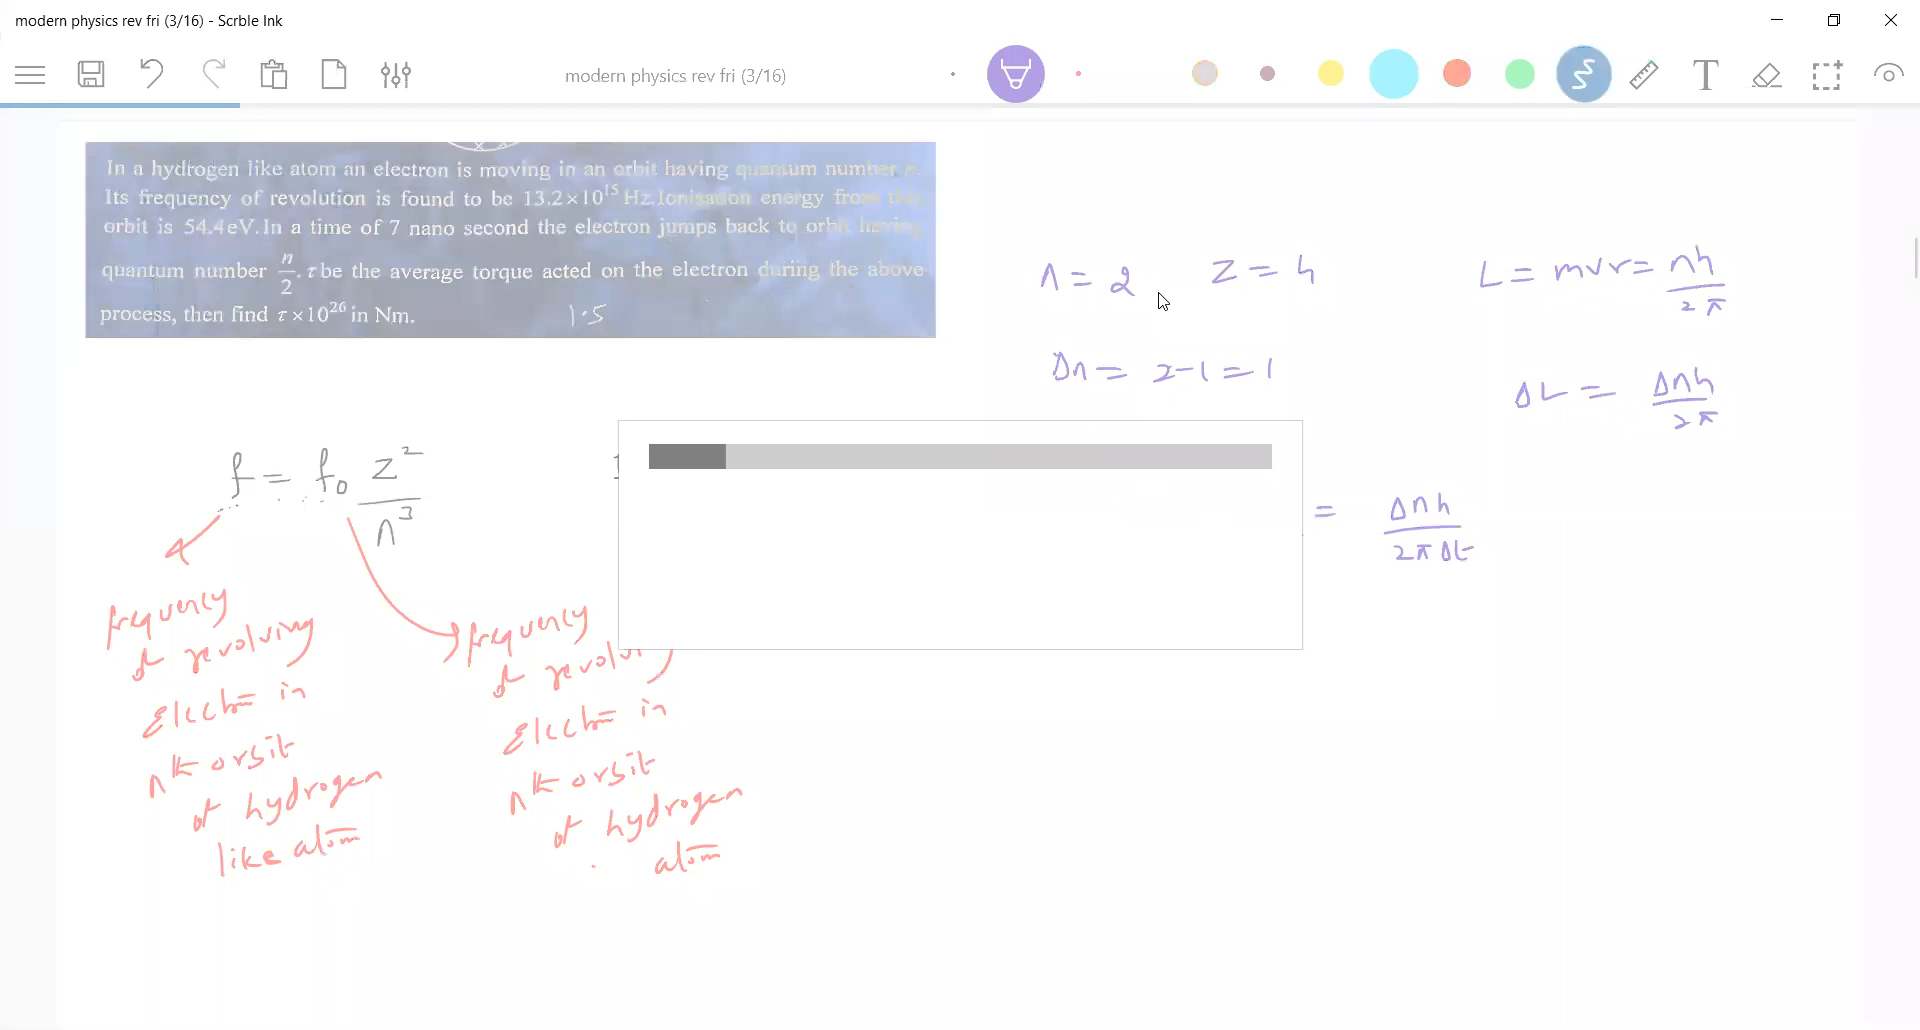 modern physics rev fri (3/16) - Scrble Ink
modern physics rev fri (3/16)
T
In a hydrogen like atom an electron is moving in an orbit having quantum number n.
Its frequency of revolution is found to be 13.2×10¹⁵ Hz. Ionisation energy from this
orbit is 54.4eV. In a time of 7 nano second the electron jumps back to orbit having
quantum number n/2. τ be the average torque acted on the electron during the above
process, then find τ×10²⁶ in Nm.
1.5
n = 2 Z = 4
Δn = 2-1 = 1
L = mvr = nh/2π
ΔL = Δnh/2π
= Δnh/2πΔt
f = f₀ Z²/n³
frequency
of revolving
Electron in
nth orbit
of hydrogen
like atom
frequency
of revolvi
Electron in
nth orbit
of hydrogen
atom